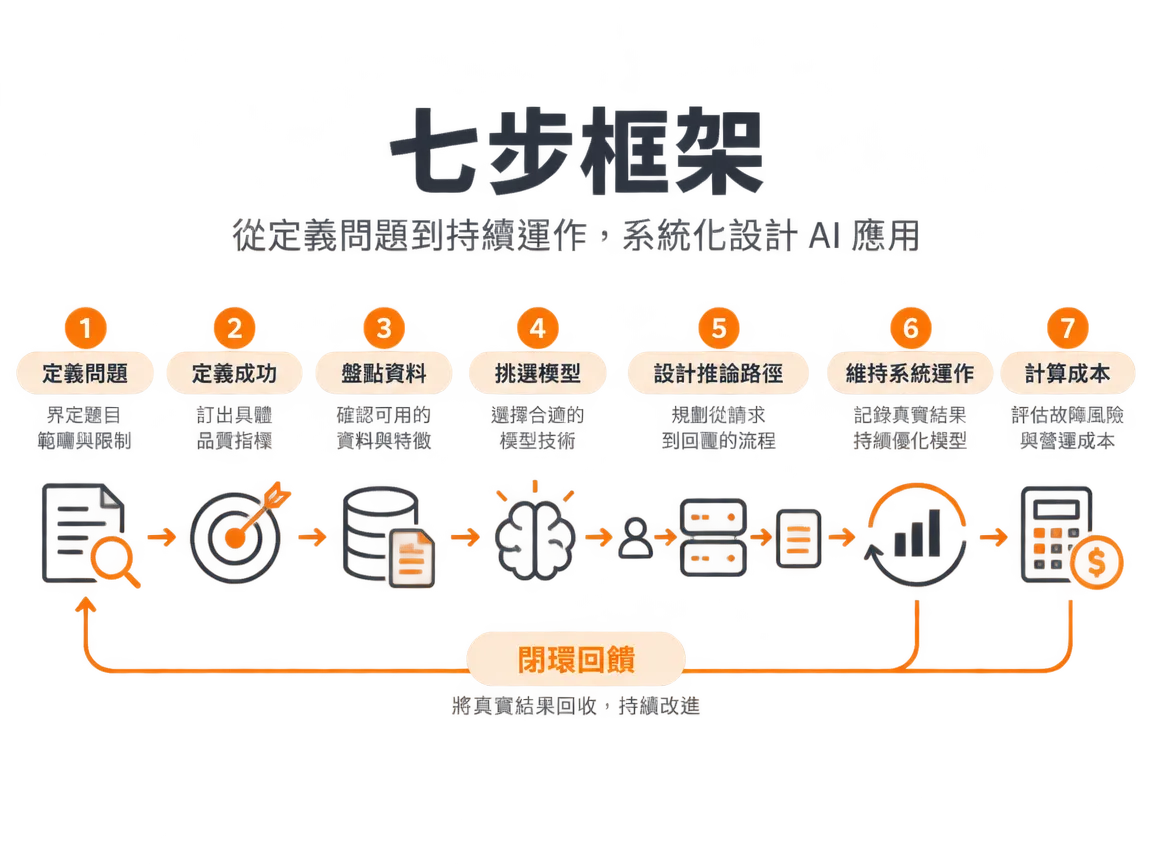 七步框架
從定義問題到持續運作，系統化設計 AI 應用
1
定義問題
界定題目
範疇與限制
2
定義成功
訂出具體
品質指標
3
盤點資料
確認可用的
資料與特徵
4
挑選模型
選擇合適的
模型技術
5
設計推論路徑
規劃從請求
到回覆的流程
6
維持系統運作
記錄真實結果
持續優化模型
7
計算成本
評估故障風險
與營運成本
$
閉環回饋
將真實結果回收，持續改進